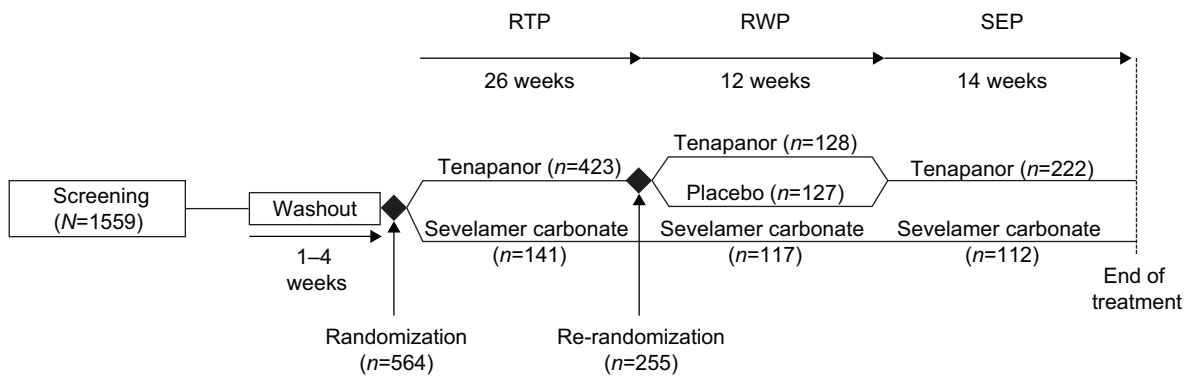 RTP
RWP
SEP
26 weeks
12 weeks
14 weeks
Screening
(N=1559)
Washout
1–4
weeks
Tenapanor (n=423)
Tenapanor (n=128)
Placebo (n=127)
Tenapanor (n=222)
Sevelamer carbonate
(n=141)
Sevelamer carbonate
(n=117)
Sevelamer carbonate
(n=112)
End of
treatment
Randomization
(n=564)
Re-randomization
(n=255)